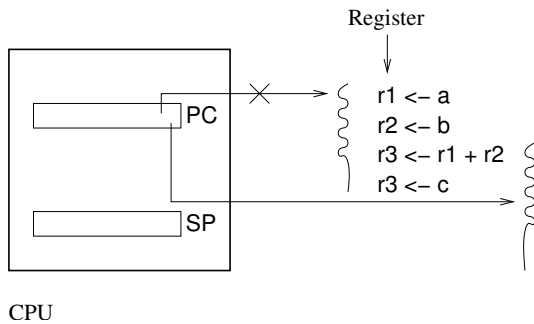 Register
PC
r1 <− a
r2 <− b
r3 <− r1 + r2
r3 <− c
SP
CPU